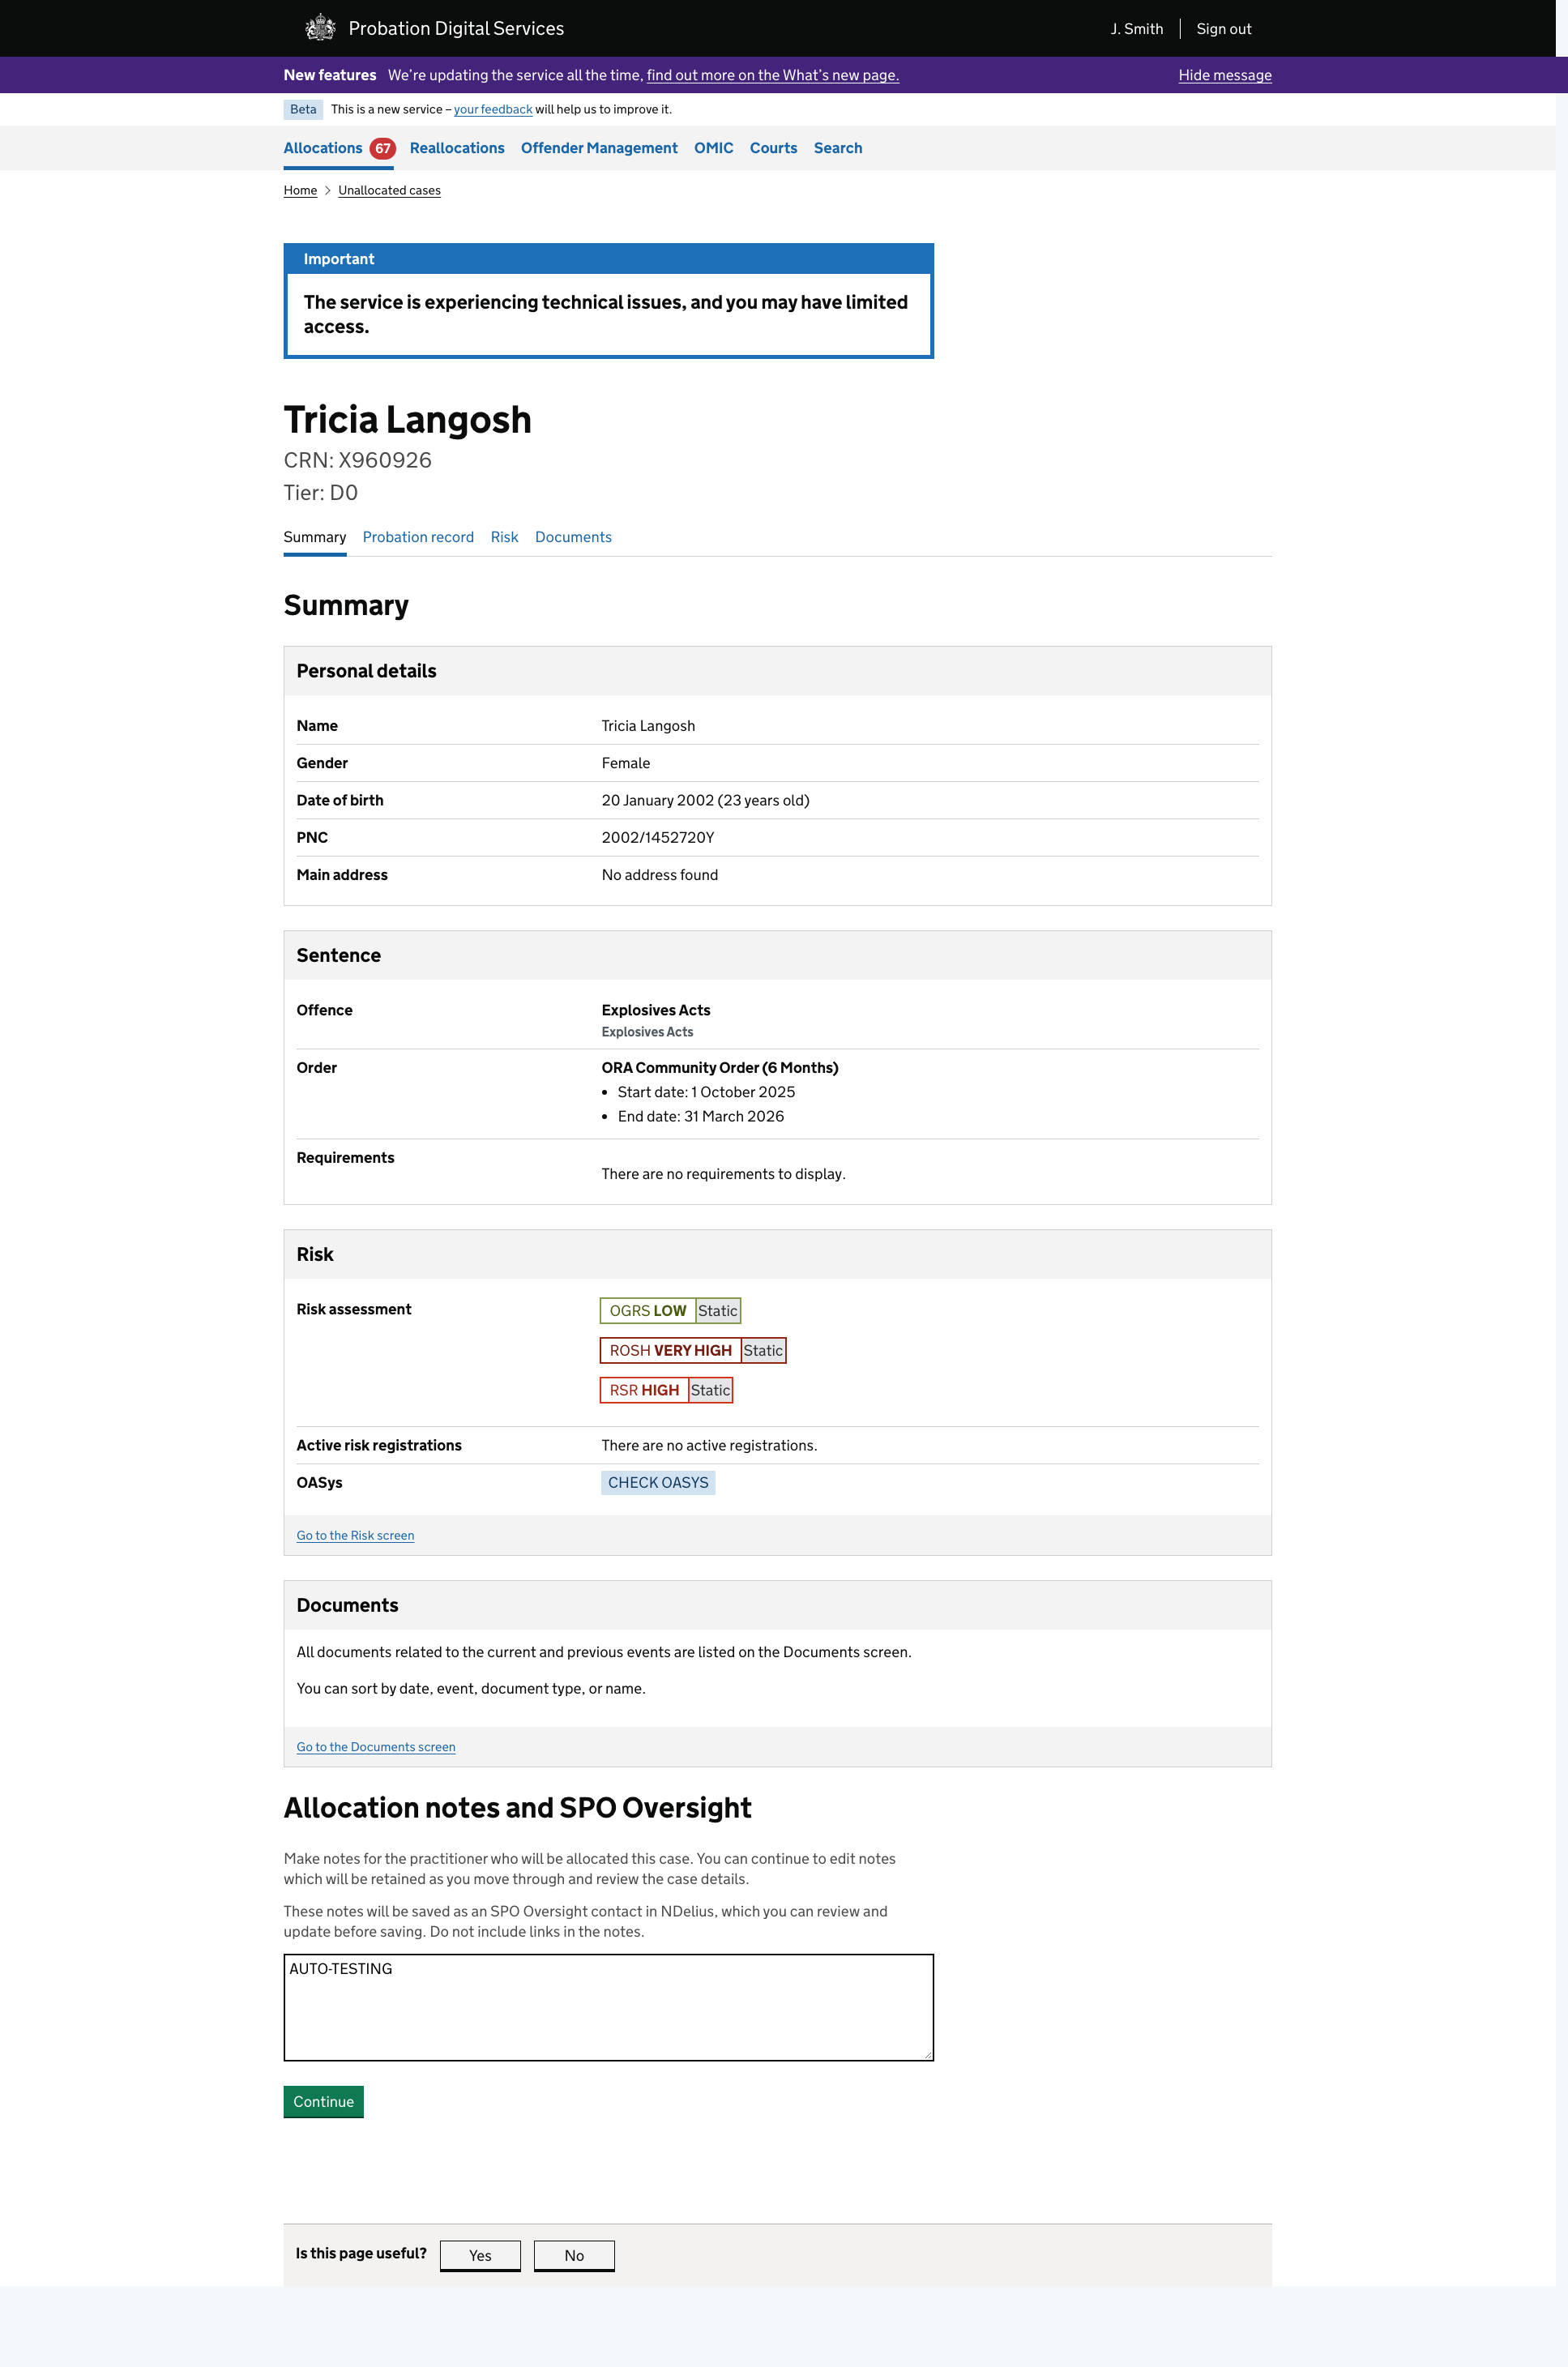 Probation Digital Services
J. Smith
Sign out
New features We're updating the service all the time, find out more on the What's new page.
Hide message
Beta This is a new service – your feedback will help us to improve it.
Allocations 67 Reallocations Offender Management OMIC Courts Search
Home > Unallocated cases
Important
The service is experiencing technical issues, and you may have limited
access.
Tricia Langosh
CRN: X960926
Tier: D0
Summary Probation record Risk Documents
Summary
Personal details
Name Tricia Langosh
Gender Female
Date of birth 20 January 2002 (23 years old)
PNC 2002/1452720Y
Main address No address found
Sentence
Offence Explosives Acts
Explosives Acts
Order ORA Community Order (6 Months)
• Start date: 1 October 2025
• End date: 31 March 2026
Requirements
There are no requirements to display.
Risk
Risk assessment OGRS LOW Static
ROSH VERY HIGH Static
RSR HIGH Static
Active risk registrations There are no active registrations.
OASys CHECK OASYS
Go to the Risk screen
Documents
All documents related to the current and previous events are listed on the Documents screen.
You can sort by date, event, document type, or name.
Go to the Documents screen
Allocation notes and SPO Oversight
Make notes for the practitioner who will be allocated this case. You can continue to edit notes
which will be retained as you move through and review the case details.
These notes will be saved as an SPO Oversight contact in NDelius, which you can review and
update before saving. Do not include links in the notes.
AUTO-TESTING
Continue
Is this page useful? Yes No